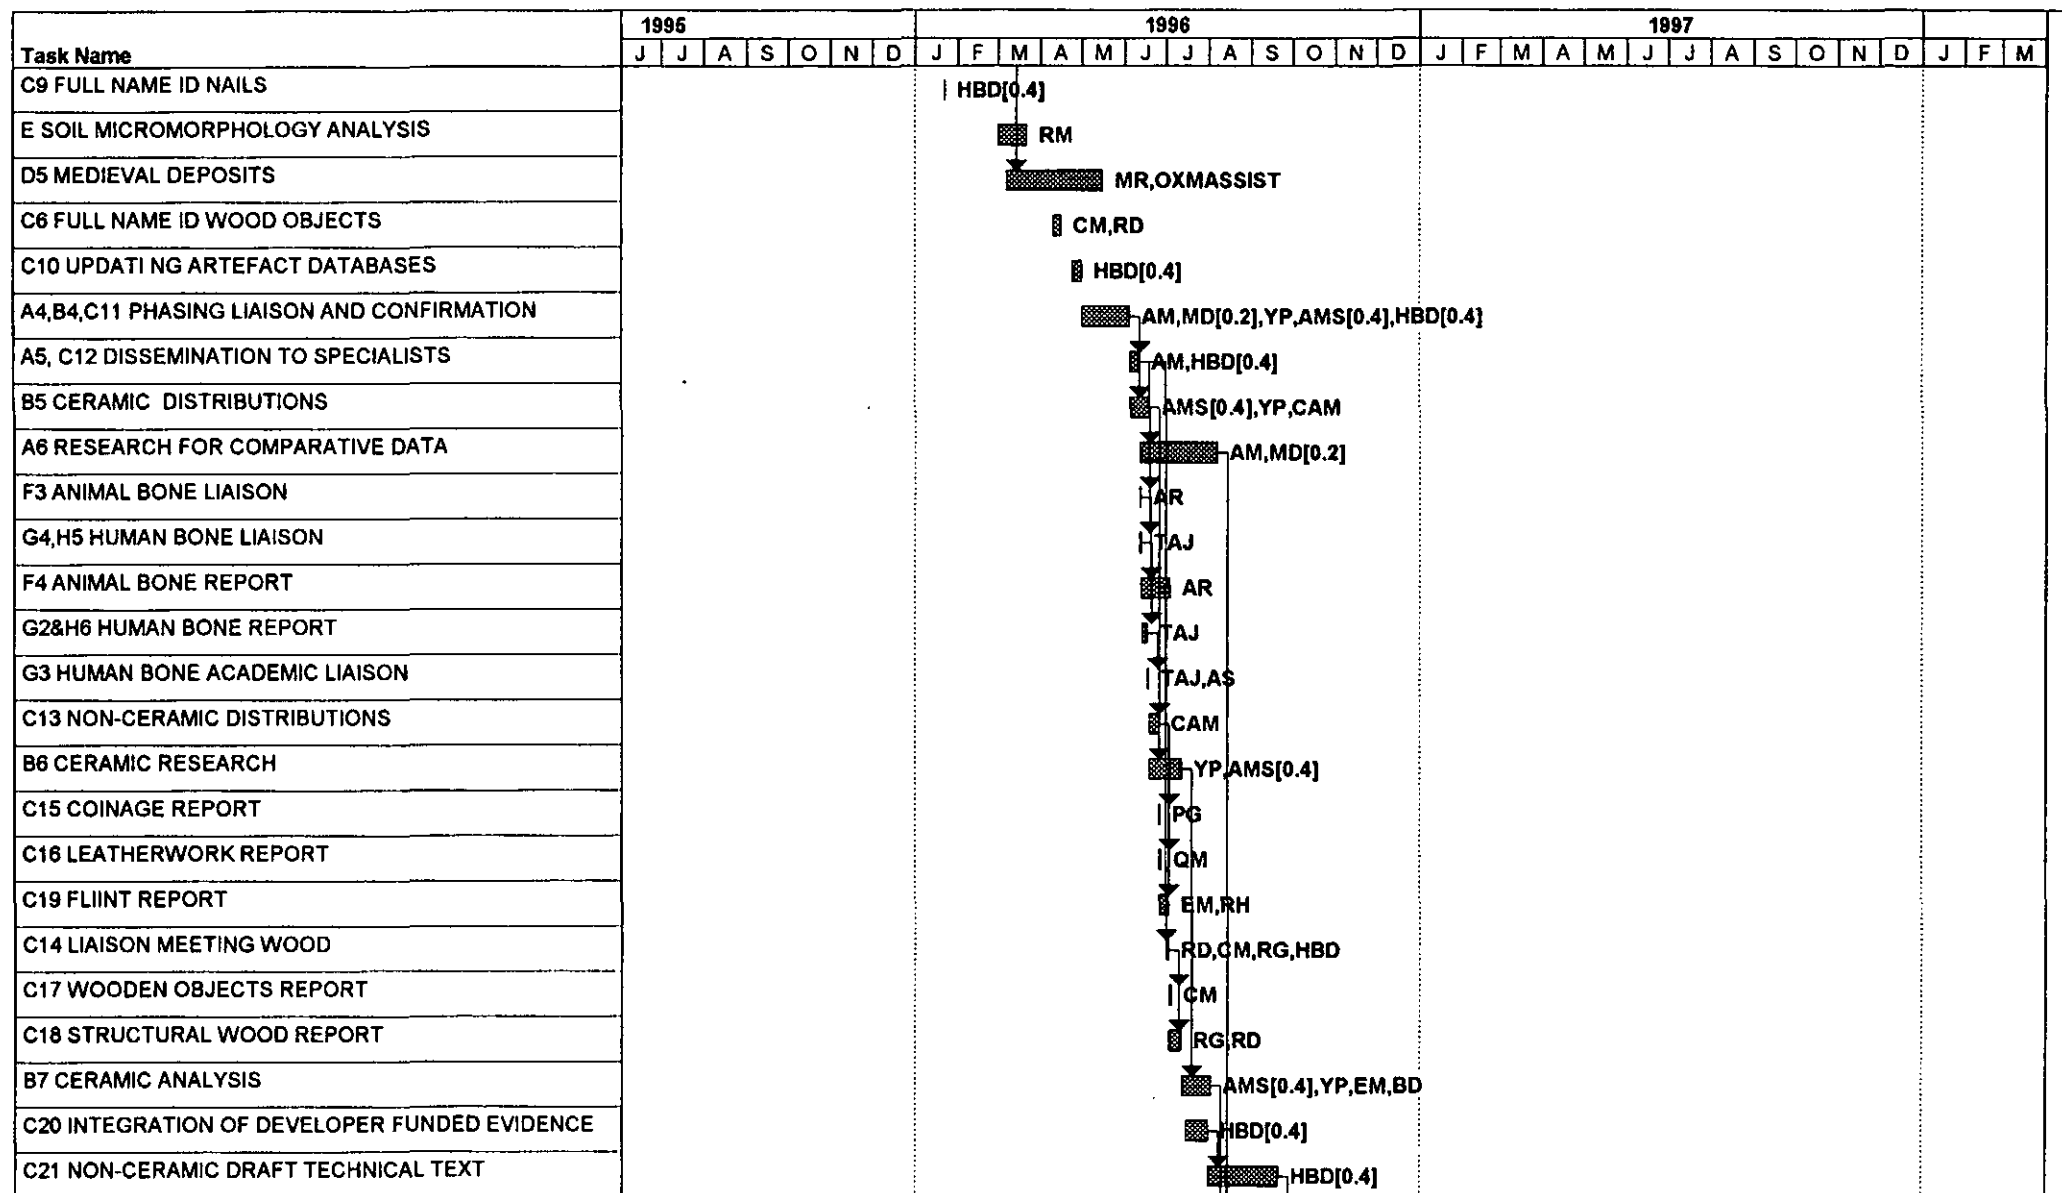 1995 1996 1997
Task Name J J A S O N D J F M A M J J A S O N D J F M A M J J A S O N D J F M
C9 FULL NAME ID NAILS HBD[0.4]
E SOIL MICROMORPHOLOGY ANALYSIS RM
D5 MEDIEVAL DEPOSITS MR,OXMASSIST
C6 FULL NAME ID WOOD OBJECTS CM,RD
C10 UPDATI NG ARTEFACT DATABASES HBD[0.4]
A4,B4,C11 PHASING LIAISON AND CONFIRMATION AM,MD[0.2],YP,AMS[0.4],HBD[0.4]
A5, C12 DISSEMINATION TO SPECIALISTS AM,HBD[0.4]
B5 CERAMIC DISTRIBUTIONS AMS[0.4],YP,CAM
A6 RESEARCH FOR COMPARATIVE DATA AM,MD[0.2]
F3 ANIMAL BONE LIAISON AR
G4,H5 HUMAN BONE LIAISON TAJ
F4 ANIMAL BONE REPORT AR
G2&H6 HUMAN BONE REPORT TAJ
G3 HUMAN BONE ACADEMIC LIAISON TAJ,AS
C13 NON-CERAMIC DISTRIBUTIONS CAM
B6 CERAMIC RESEARCH YP,AMS[0.4]
C15 COINAGE REPORT PG
C16 LEATHERWORK REPORT QM
C19 FLIINT REPORT EM,RH
C14 LIAISON MEETING WOOD RD,CM,RG,HBD
C17 WOODEN OBJECTS REPORT CM
C18 STRUCTURAL WOOD REPORT RG,RD
B7 CERAMIC ANALYSIS AMS[0.4],YP,EM,BD
C20 INTEGRATION OF DEVELOPER FUNDED EVIDENCE HBD[0.4]
C21 NON-CERAMIC DRAFT TECHNICAL TEXT HBD[0.4]